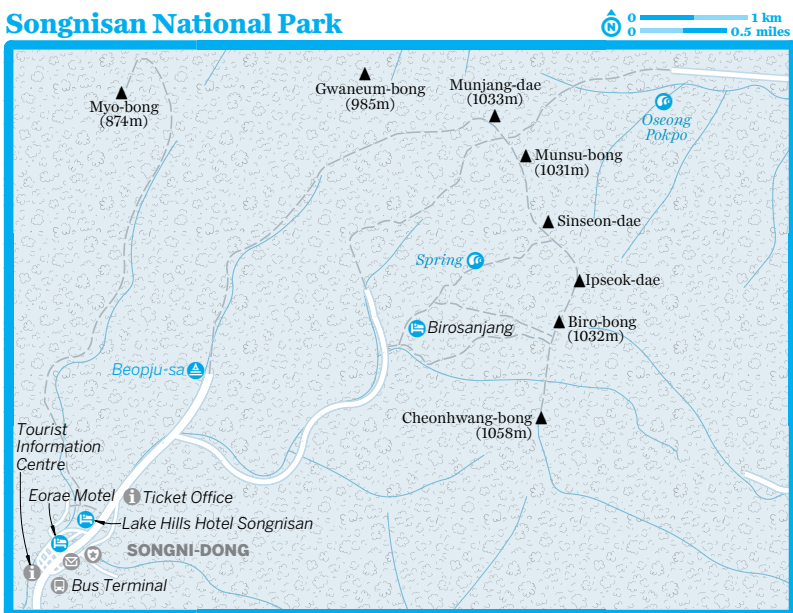 Songnisan National Park
N
0 1 km
0 0.5 miles
Myo-bong
(874m)
Gwaneum-bong
(985m)
Munjang-dae
(1033m)
Oseong
Pokpo
Munsu-bong
(1031m)
Sinseon-dae
Spring
Ipseok-dae
Birosanjang
Biro-bong
(1032m)
Beopju-sa
Cheonhwang-bong
(1058m)
Tourist
Information
Centre
Eorae Motel
Ticket Office
Lake Hills Hotel Songnisan
SONGNI-DONG
Bus Terminal